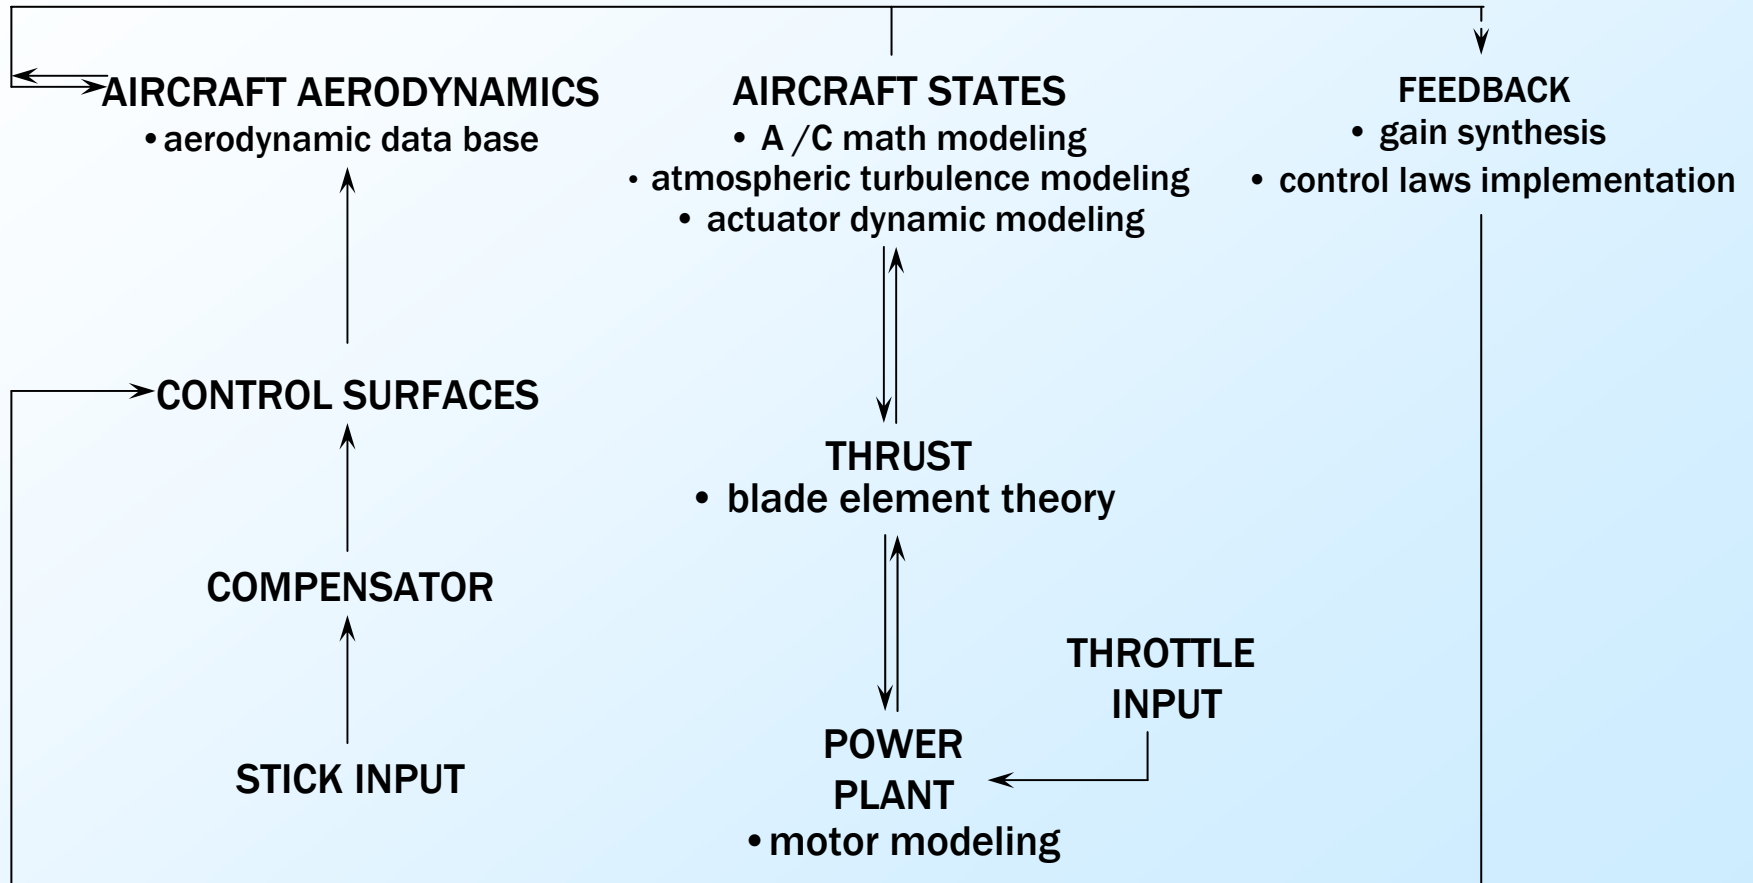 AIRCRAFT AERODYNAMICS
•aerodynamic data base
AIRCRAFT STATES
• A /C math modeling
• atmospheric turbulence modeling
• actuator dynamic modeling
FEEDBACK
• gain synthesis
• control laws implementation
CONTROL SURFACES
THRUST
• blade element theory
COMPENSATOR
THROTTLE
INPUT
STICK INPUT
POWER
PLANT
•motor modeling